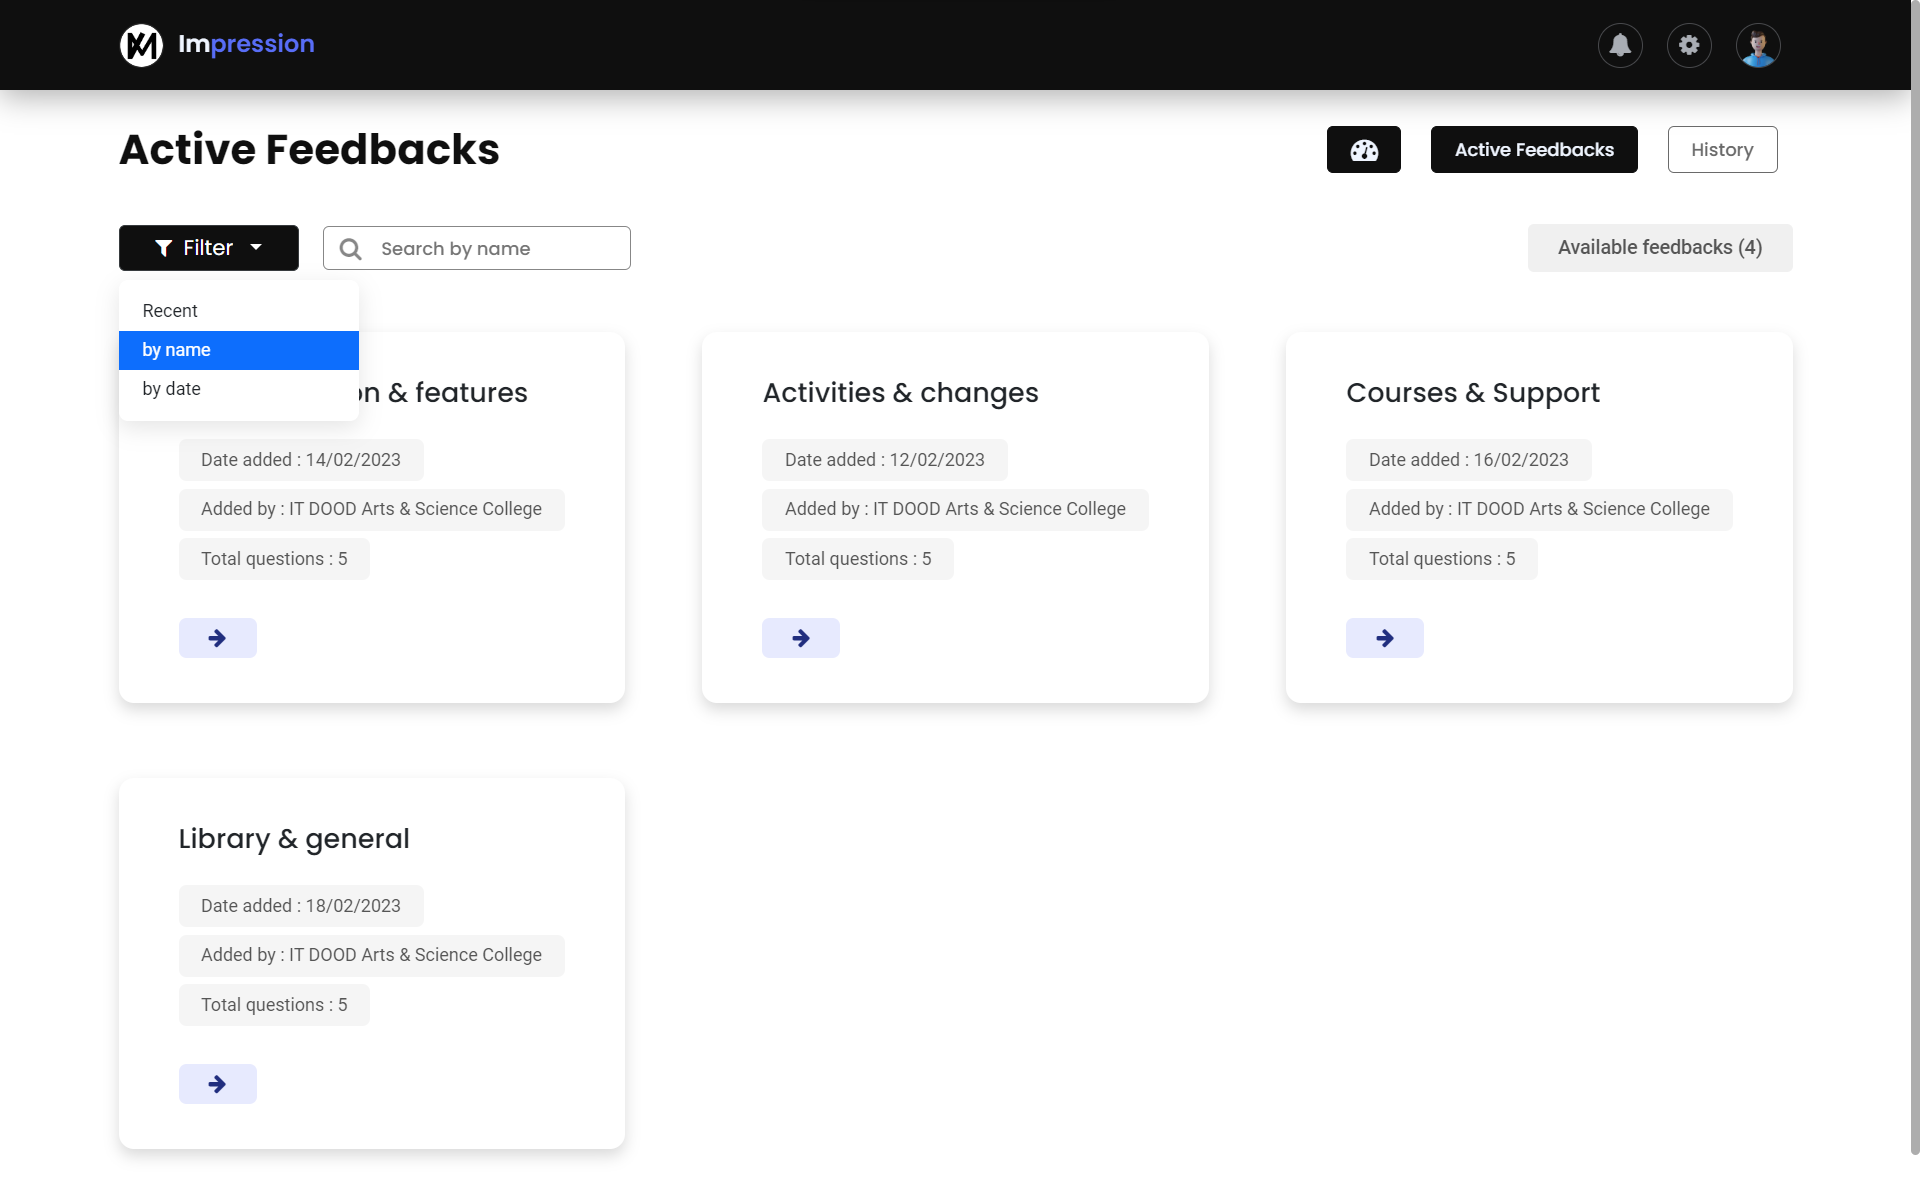 Impression
Active Feedbacks
Active Feedbacks
History
Filter
Search by name
Available feedbacks (4)
Recent
by name
by date
& features
Date added : 14/02/2023
Added by : IT DOOD Arts & Science College
Total questions : 5
Activities & changes
Date added : 12/02/2023
Added by : IT DOOD Arts & Science College
Total questions : 5
Courses & Support
Date added : 16/02/2023
Added by : IT DOOD Arts & Science College
Total questions : 5
Library & general
Date added : 18/02/2023
Added by : IT DOOD Arts & Science College
Total questions : 5